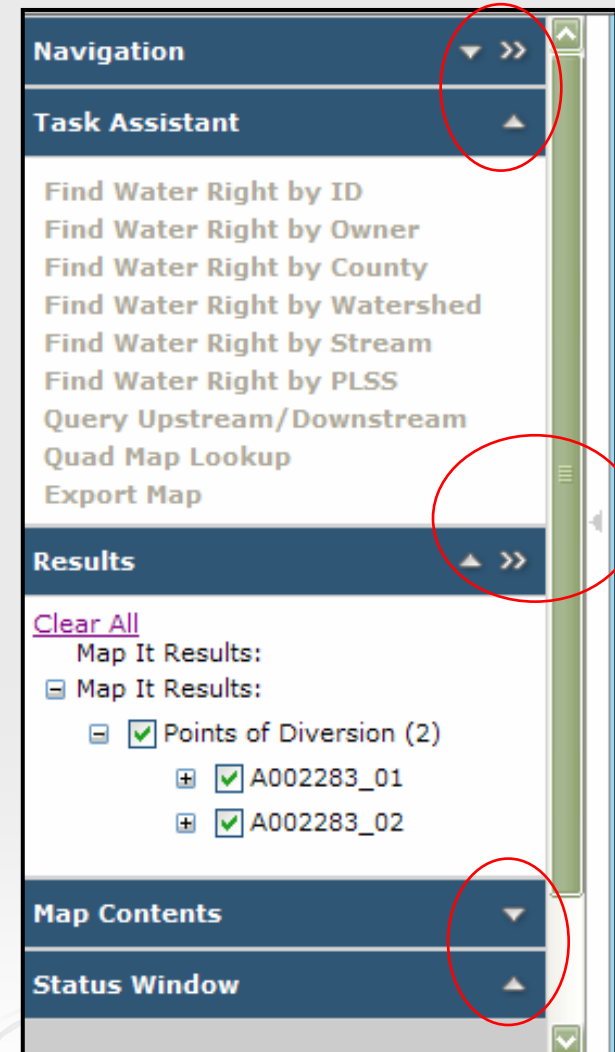 Navigation
Task Assistant
Find Water Right by ID
Find Water Right by Owner
Find Water Right by County
Find Water Right by Watershed
Find Water Right by Stream
Find Water Right by PLSS
Query Upstream/Downstream
Quad Map Lookup
Export Map
Results
Clear All
Map It Results:
Map It Results:
Points of Diversion (2)
A002283_01
A002283_02
Map Contents
Status Window